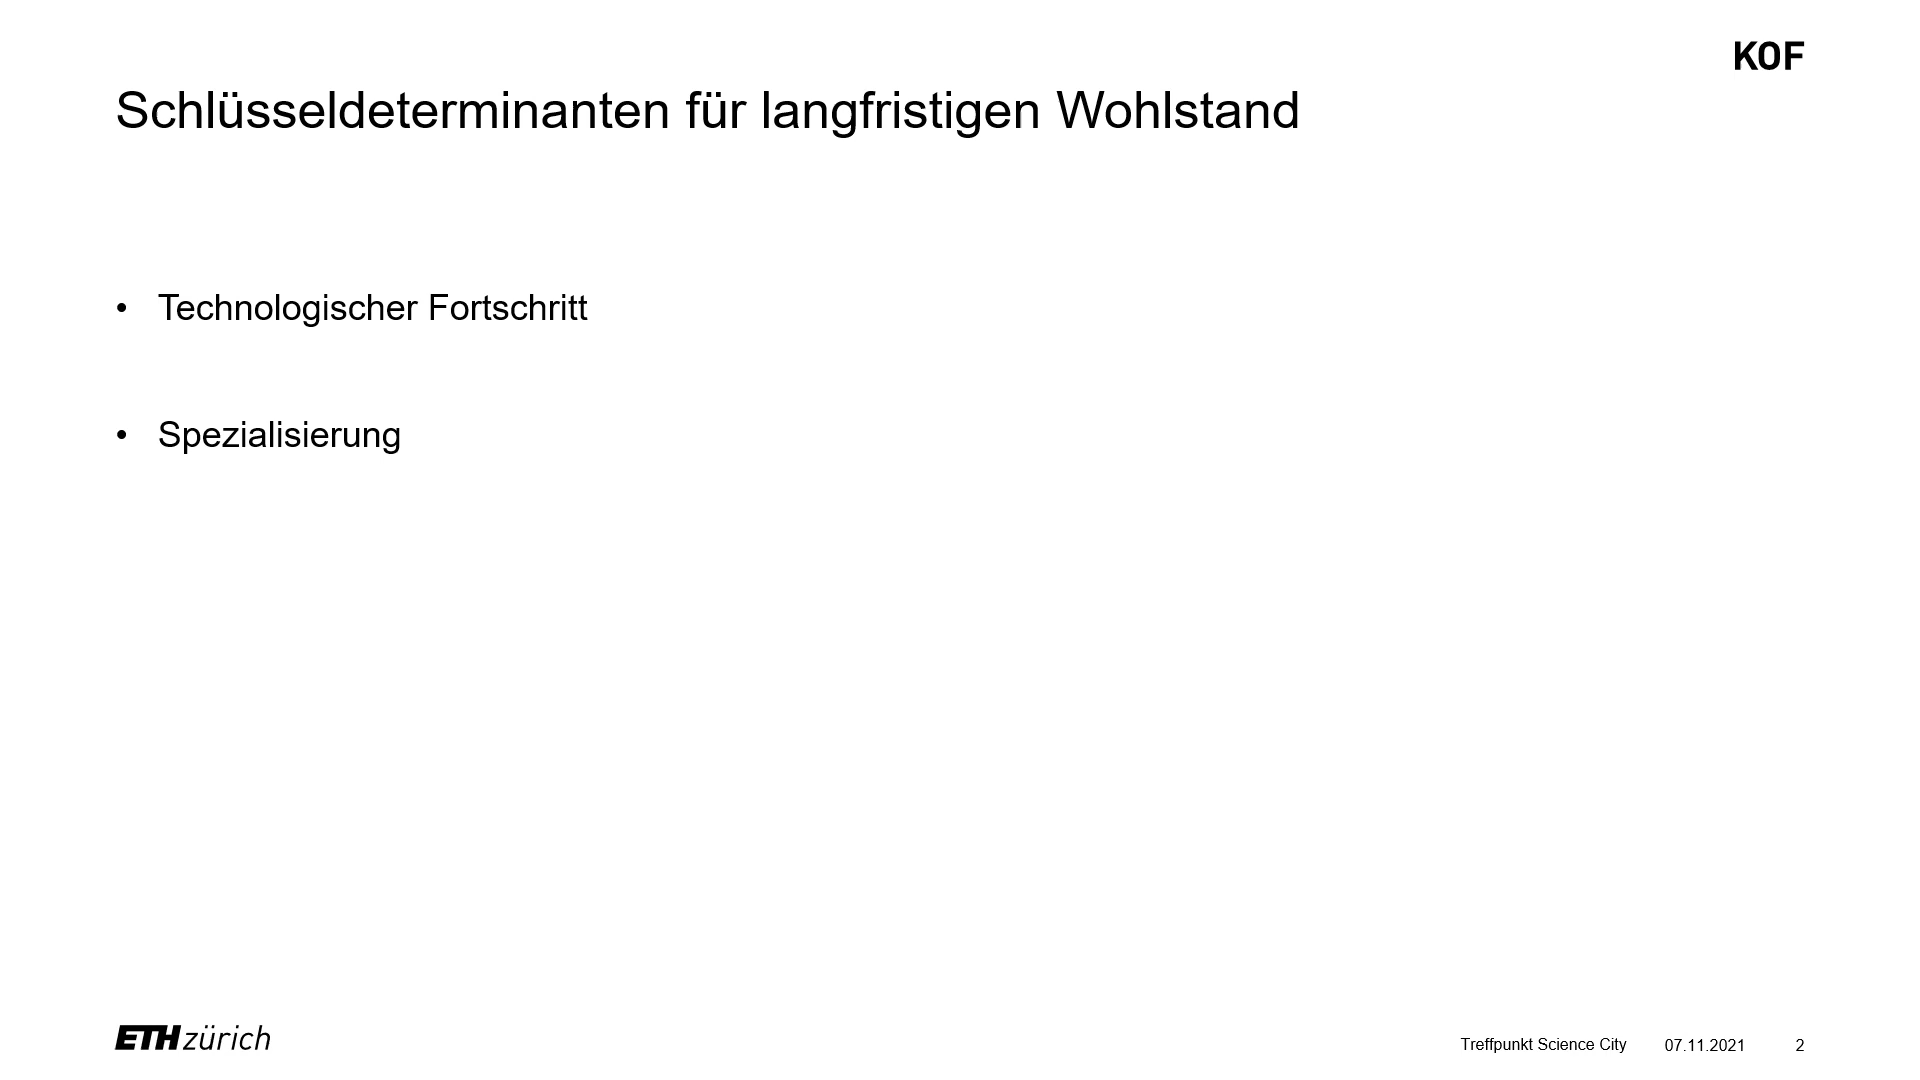 KOF
Schlüsseldeterminanten für langfristigen Wohlstand
• Technologischer Fortschritt
• Spezialisierung
ETH zürich
Treffpunkt Science City 07.11.2021 2